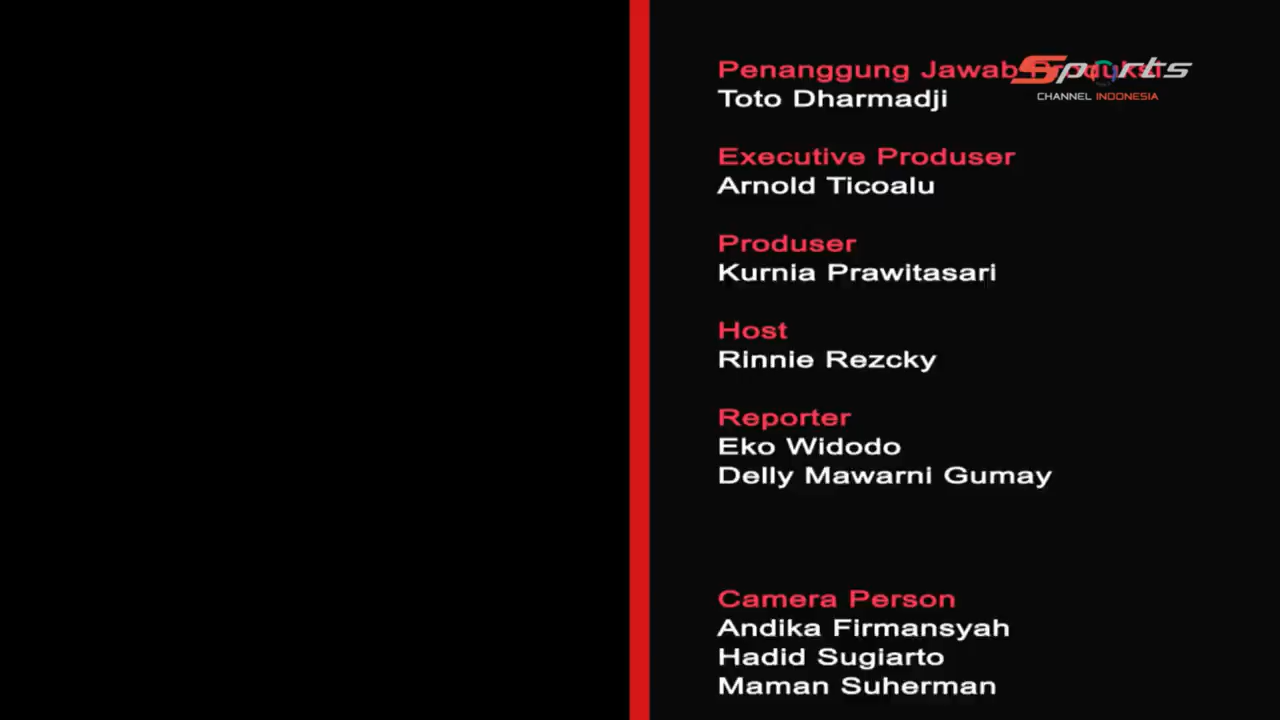 Penanggung Jawab Produksi
Sports
CHANNEL INDONESIA
Toto Dharmadji
Executive Produser
Arnold Ticoalu
Produser
Kurnia Prawitasari
Host
Rinnie Rezcky
Reporter
Eko Widodo
Delly Mawarni Gumay
Camera Person
Andika Firmansyah
Hadid Sugiarto
Maman Suherman